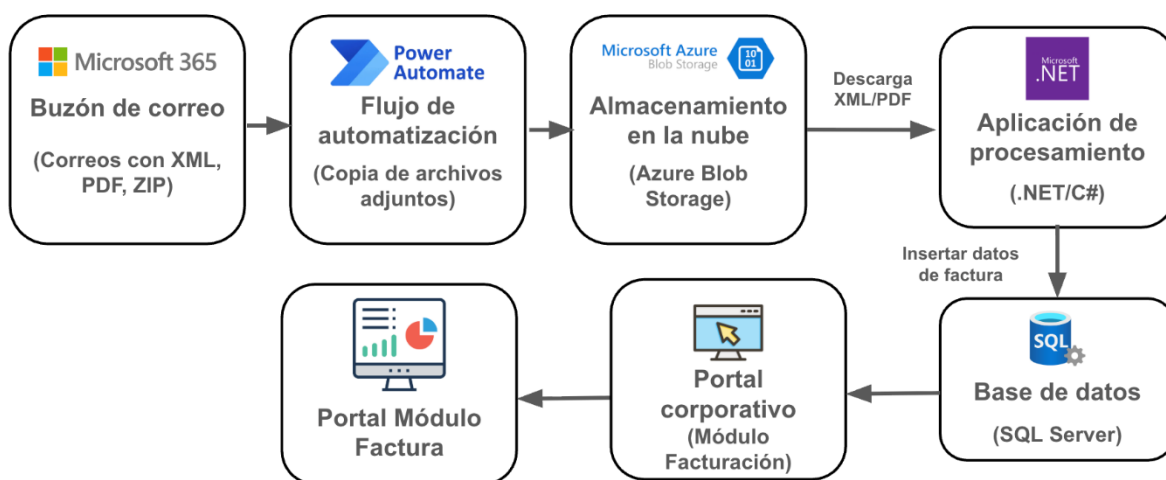 Microsoft 365
Buzón de correo
(Correos con XML,
PDF, ZIP)
Power
Automate
Flujo de
automatización
(Copia de archivos
adjuntos)
Microsoft Azure
Blob Storage
10
01
Almacenamiento
en la nube
(Azure Blob
Storage)
Descarga
XML/PDF
Microsoft
.NET
Aplicación de
procesamiento
(.NET/C#)
Insertar datos
de factura
SQL
Base de datos
(SQL Server)
Portal
corporativo
(Módulo
Facturación)
Portal Módulo
Factura